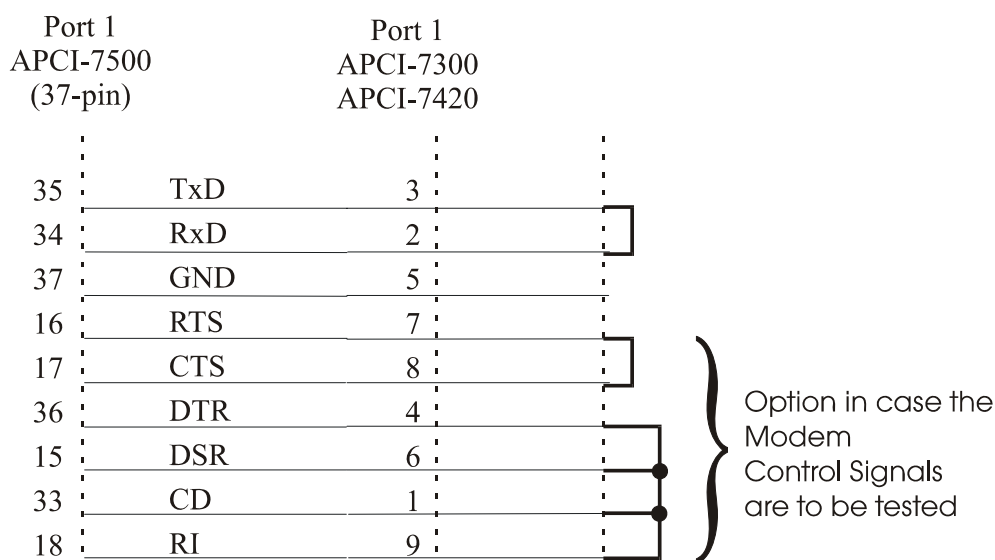 Port 1
APCI-7500
(37-pin)
Port 1
APCI-7300
APCI-7420
35 TxD 3
34 RxD 2
37 GND 5
16 RTS 7
17 CTS 8
36 DTR 4
15 DSR 6
33 CD 1
18 RI 9
Option in case the
Modem
Control Signals
are to be tested